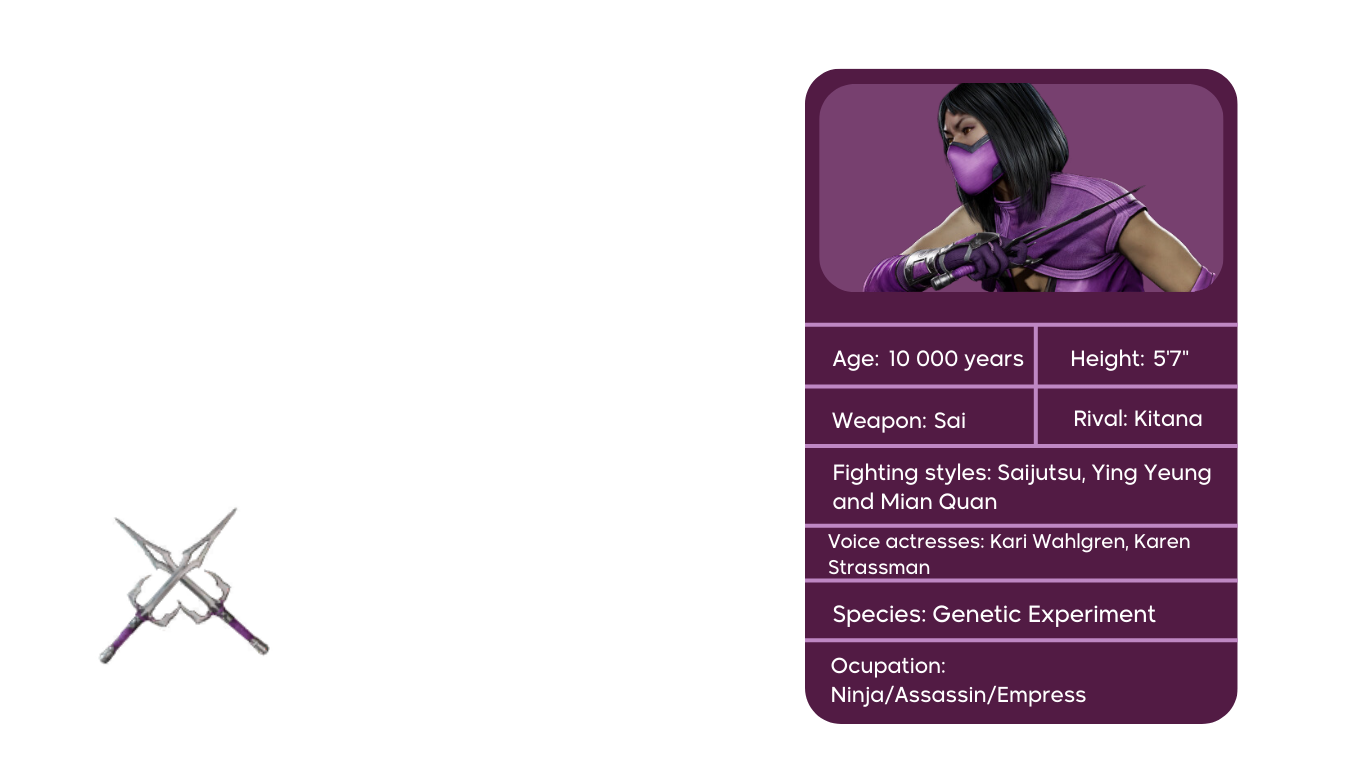 Age: 10 000 years
Height: 5'7"
Weapon: Sai
Rival: Kitana
Fighting styles: Saijutsu, Ying Yeung
and Mian Quan
Voice actresses: Kari Wahlgren, Karen
Strassman
Species: Genetic Experiment
Ocupation:
Ninja/Assassin/Empress